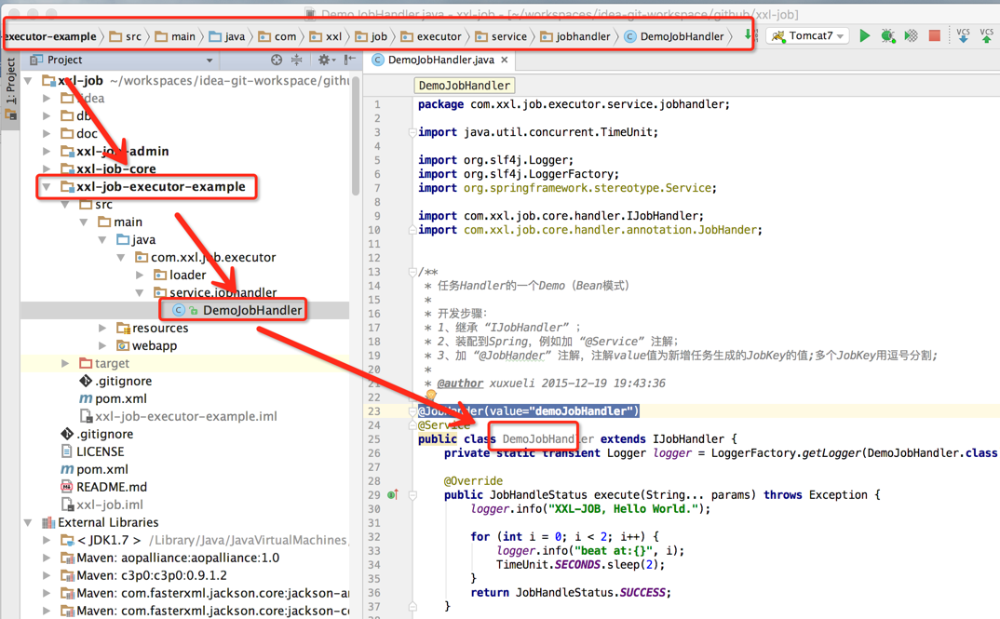 DemoJobHandler.java - xxl-job - [~/workspaces/idea-git-workspace/github/xxl-job]
executor-example src main java com xxl job executor service jobhandler DemoJobHandler Tomcat7 VCS VCS
1: Project
Project
xxl-job ~/workspaces/idea-git-workspace/githu
.idea
db
doc
xxl-job-admin
xxl-job-core
xxl-job-executor-example
src
main
java
com.xxl.job.executor
loader
service.jobhandler
DemoJobHandler
resources
webapp
target
.gitignore
pom.xml
xxl-job-executor-example.iml
.gitignore
LICENSE
pom.xml
README.md
xxl-job.iml
External Libraries
< JDK1.7 > /Library/Java/JavaVirtualMachines/
Maven: aopalliance:aopalliance:1.0
Maven: c3p0:c3p0:0.9.1.2
Maven: com.fasterxml.jackson.core:jackson-an
Maven: com.fasterxml.jackson.core:jackson-co
DemoJobHandler.java
DemoJobHandler
1 package com.xxl.job.executor.service.jobhandler;
2
3 import java.util.concurrent.TimeUnit;
4
5 import org.slf4j.Logger;
6 import org.slf4j.LoggerFactory;
7 import org.springframework.stereotype.Service;
8
9 import com.xxl.job.core.handler.IJobHandler;
10 import com.xxl.job.core.handler.annotation.JobHander;
11
12
13 /**
14 * 任务Handler的一个Demo（Bean模式）
15 *
16 * 开发步骤：
17 * 1、继承 “IJobHandler” ；
18 * 2、装配到Spring，例如加 “@Service” 注解；
19 * 3、加 “@JobHander” 注解，注解value值为新增任务生成的JobKey的值;多个JobKey用逗号分割;
20 *
21 * @author xuxueli 2015-12-19 19:43:36
22
23 @JobHander(value="demoJobHandler")
24 @Service
25 public class DemoJobHandler extends IJobHandler {
26 private static transient Logger logger = LoggerFactory.getLogger(DemoJobHandler.class
27
28 @Override
29 public JobHandleStatus execute(String... params) throws Exception {
30 logger.info("XXL-JOB, Hello World.");
31
32 for (int i = 0; i < 2; i++) {
33 logger.info("beat at:{}", i);
34 TimeUnit.SECONDS.sleep(2);
35 }
36 return JobHandleStatus.SUCCESS;
37 }